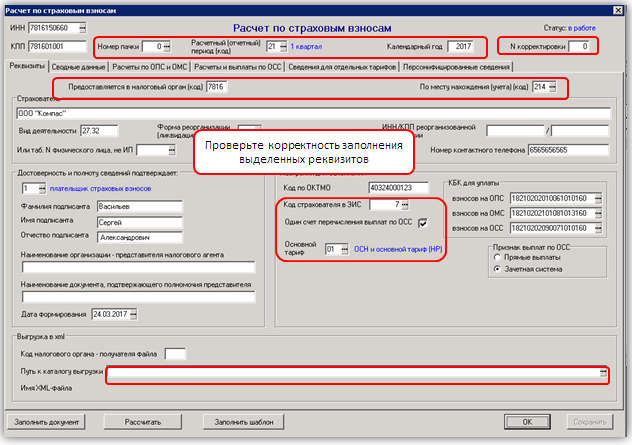 Расчет по страховым взносам
ИНН 7816150660 Расчет по страховым взносам Статус: в работе
КПП 781601001 Номер пачки 0 Расчетный (отчетный) период (код) 21 1 квартал Календарный год 2017 N корректировки 0
Реквизиты Сводные данные Расчеты по ОПС и ОМС Расчеты и выплаты по ОСС Сведения для отдельных тарифов Персонифицированные сведения
Предоставляется в налоговый орган (код) 7816 По месту нахождения (учета) (код) 214
Страхователь
ООО "Компас"
Вид деятельности 27.32 Форма реорганизации (ликвидация) ИНН/КПП реорганизованной /
Или таб. N физического лица, не ИП Номер контактного телефона 6565656565
Проверьте корректность заполнения
выделенных реквизитов
Достоверность и полноту сведений подтверждает:
1 плательщик страховых взносов
Фамилия подписанта Васильев
Имя подписанта Сергей
Отчество подписанта Александрович
Наименование организации - представителя налогового агента
Наименование документа, подтверждающего полномочия представителя
Дата формирования 24.03.2017
Код по ОКТМО 40324000123
Код страхователя в ЭИС 7
Один счет перечисления выплат по ОСС
Основной тариф 01 ОСН и основной тариф (НР)
КБК для уплаты
взносов на ОПС 18210202010061010160
взносов на ОМС 18210202101081013160
взносов на ОСС 18210202090071010160
Признак выплат по ОСС
Прямые выплаты
Зачетная система
Выгрузка в xml
Код налогового органа - получателя файла
Путь к каталогу выгрузки
Имя XML-файла
Заполнить документ Рассчитать Заполнить шаблон OK Сохранить